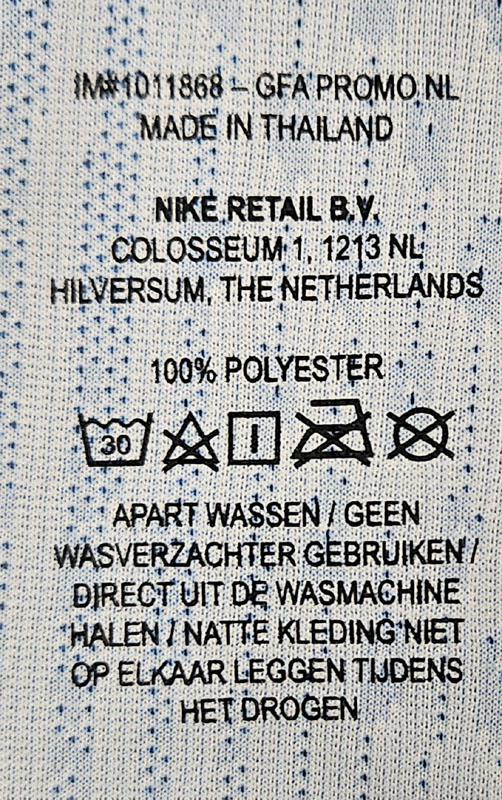 IM#1011868 – GFA PROMO NL
MADE IN THAILAND
NIKE RETAIL B.V.
COLOSSEUM 1, 1213 NL
HILVERSUM, THE NETHERLANDS
100% POLYESTER
30
APART WASSEN / GEEN
WASVERZACHTER GEBRUIKEN /
DIRECT UIT DE WASMACHINE
HALEN / NATTE KLEDING NIET
OP ELKAAR LEGGEN TIJDENS
HET DROGEN